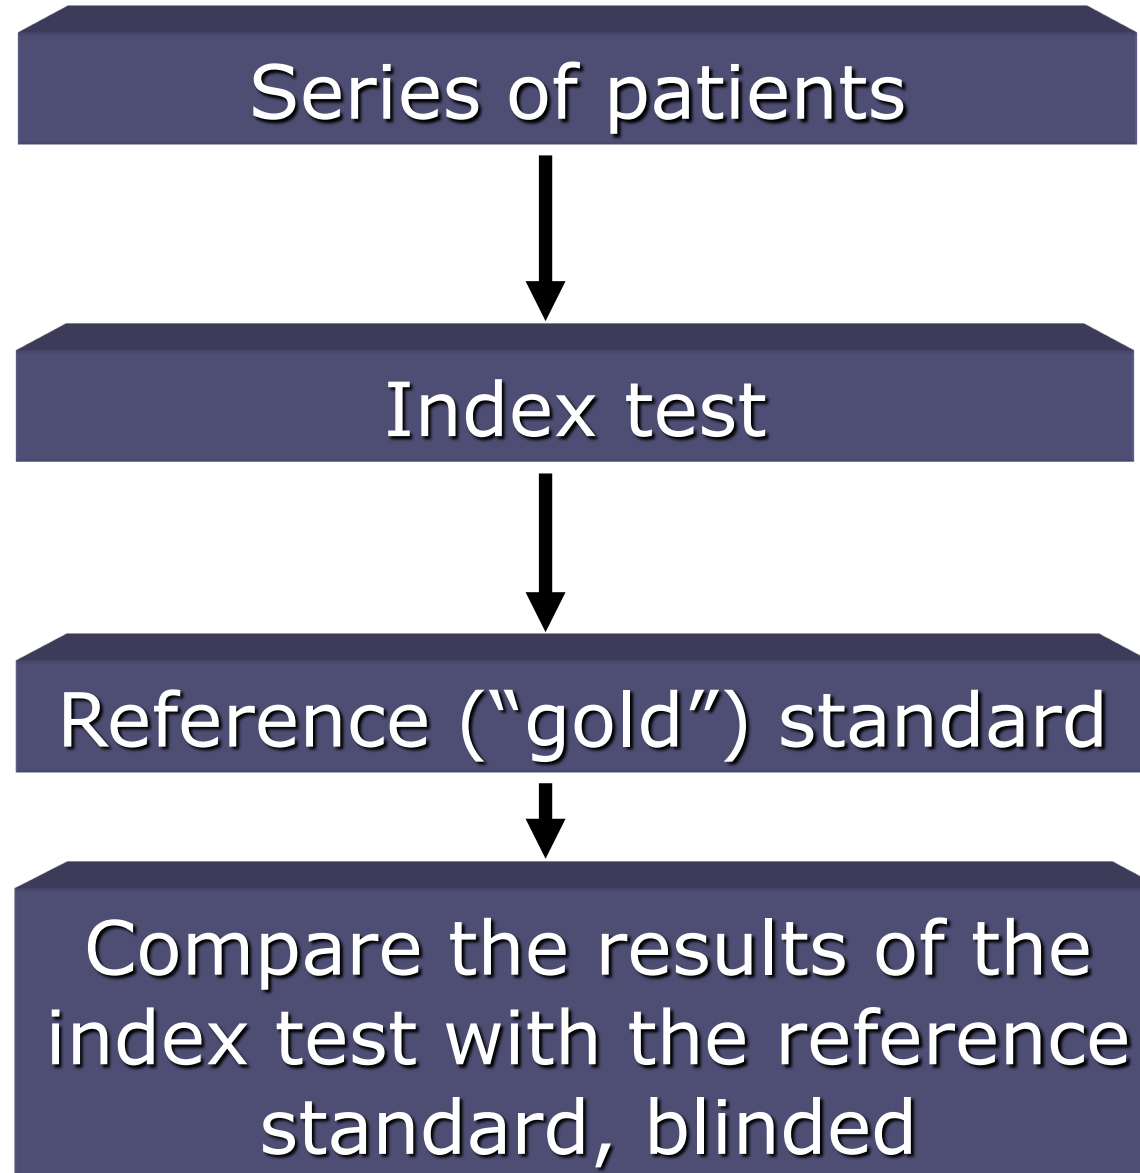 Series of patients
Index test
Reference (“gold”) standard
Compare the results of the
index test with the reference
standard, blinded